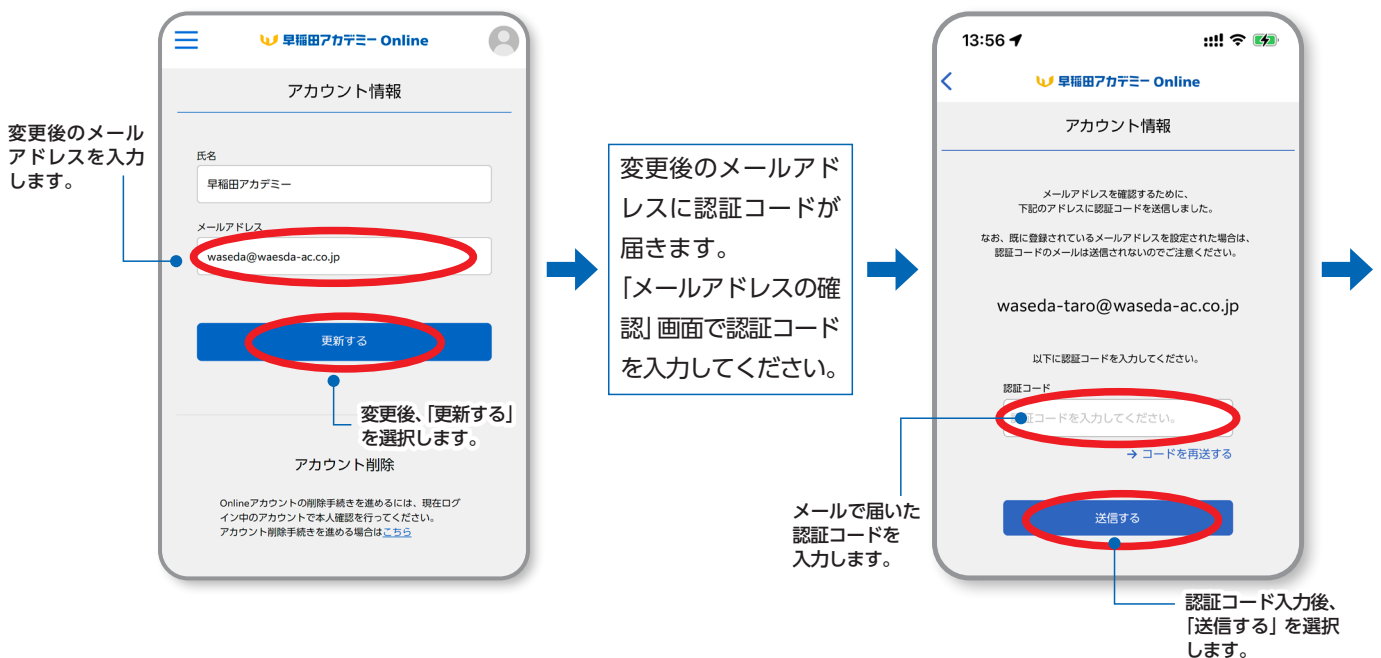 変更後のメール
アドレスを入力
します。
早稲田アカデミー Online
アカウント情報
氏名
早稲田アカデミー
メールアドレス
waseda@waesda-ac.co.jp
更新する
変更後、「更新する」
を選択します。
アカウント削除
Onlineアカウントの削除手続きを進めるには、現在ログ
イン中のアカウントで本人確認を行ってください。
アカウント削除手続きを進める場合はこちら
変更後のメールアド
レスに認証コードが
届きます。
「メールアドレスの確
認」画面で認証コード
を入力してください。
13:56
早稲田アカデミー Online
アカウント情報
メールアドレスを確認するために、
下記のアドレスに認証コードを送信しました。
なお、既に登録されているメールアドレスを設定された場合は、
認証コードのメールは送信されないのでご注意ください。
waseda-taro@waseda-ac.co.jp
以下に認証コードを入力してください。
認証コード
認証コードを入力してください。
→ コードを再送する
送信する
メールで届いた
認証コードを
入力します。
認証コード入力後、
「送信する」を選択
します。